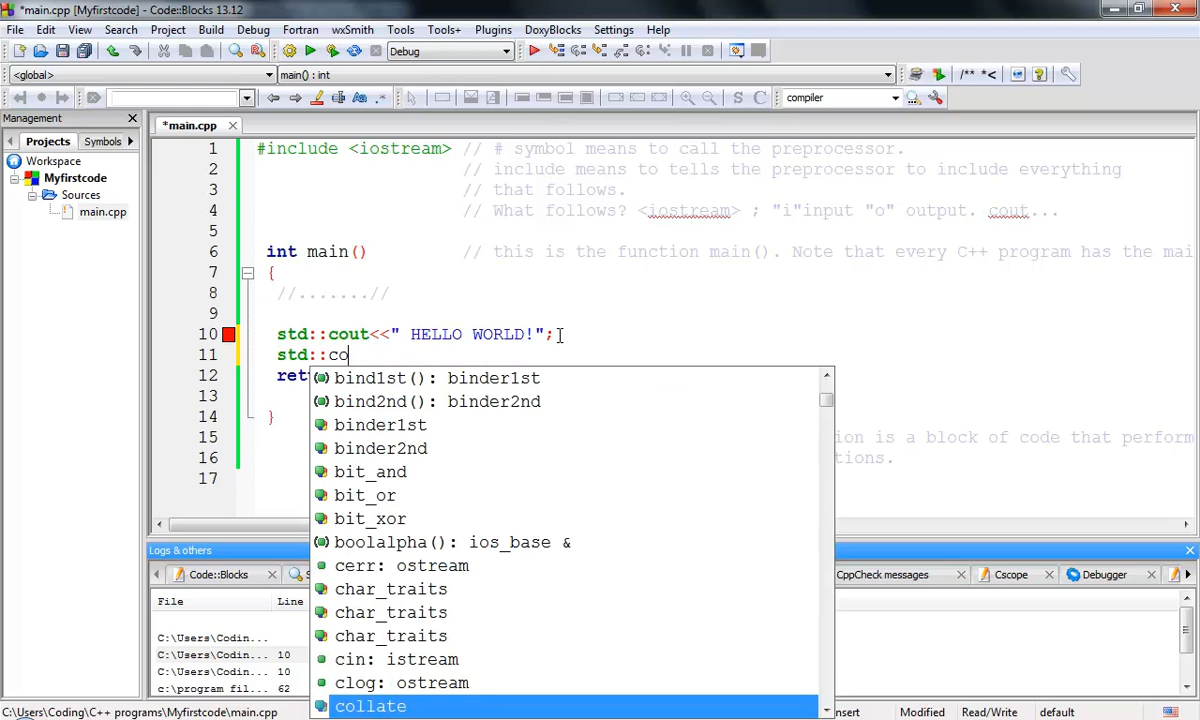 *main.cpp [Myfirstcode] - Code::Blocks 13.12
File Edit View Search Project Build Debug Fortran wxSmith Tools Tools+ Plugins DoxyBlocks Settings Help
Debug
<global> main() : int /** *<
S C compiler
Management
*main.cpp
Projects Symbols
Workspace
Myfirstcode
Sources
main.cpp
1 #include <iostream> // # symbol means to call the preprocessor.
2 // include means to tells the preprocessor to include everything
3 // that follows.
4 // What follows? <iostream> ; "i"input "o" output. cout...
5
6 int main() // this is the function main(). Note that every C++ program has the mai
7 {
8 //.......//
9
10 std::cout<<" HELLO WORLD!";
11 std::co
12 ret
13
14 }
15 ion is a block of code that perform
16 tions.
17
bind1st(): binder1st
bind2nd(): binder2nd
binder1st
binder2nd
bit_and
bit_or
bit_xor
boolalpha(): ios_base &
cerr: ostream
char_traits
char_traits
char_traits
cin: istream
clog: ostream
collate
Logs & others
Code::Blocks S CppCheck messages Cscope Debugger
File Line
C:\Users\Codin...
C:\Users\Codin... 10
C:\Users\Codin... 10
c:\program fil... 62
C:\Users\Coding\C++ programs\Myfirstcode\main.cpp nsert Modified Read/Write default